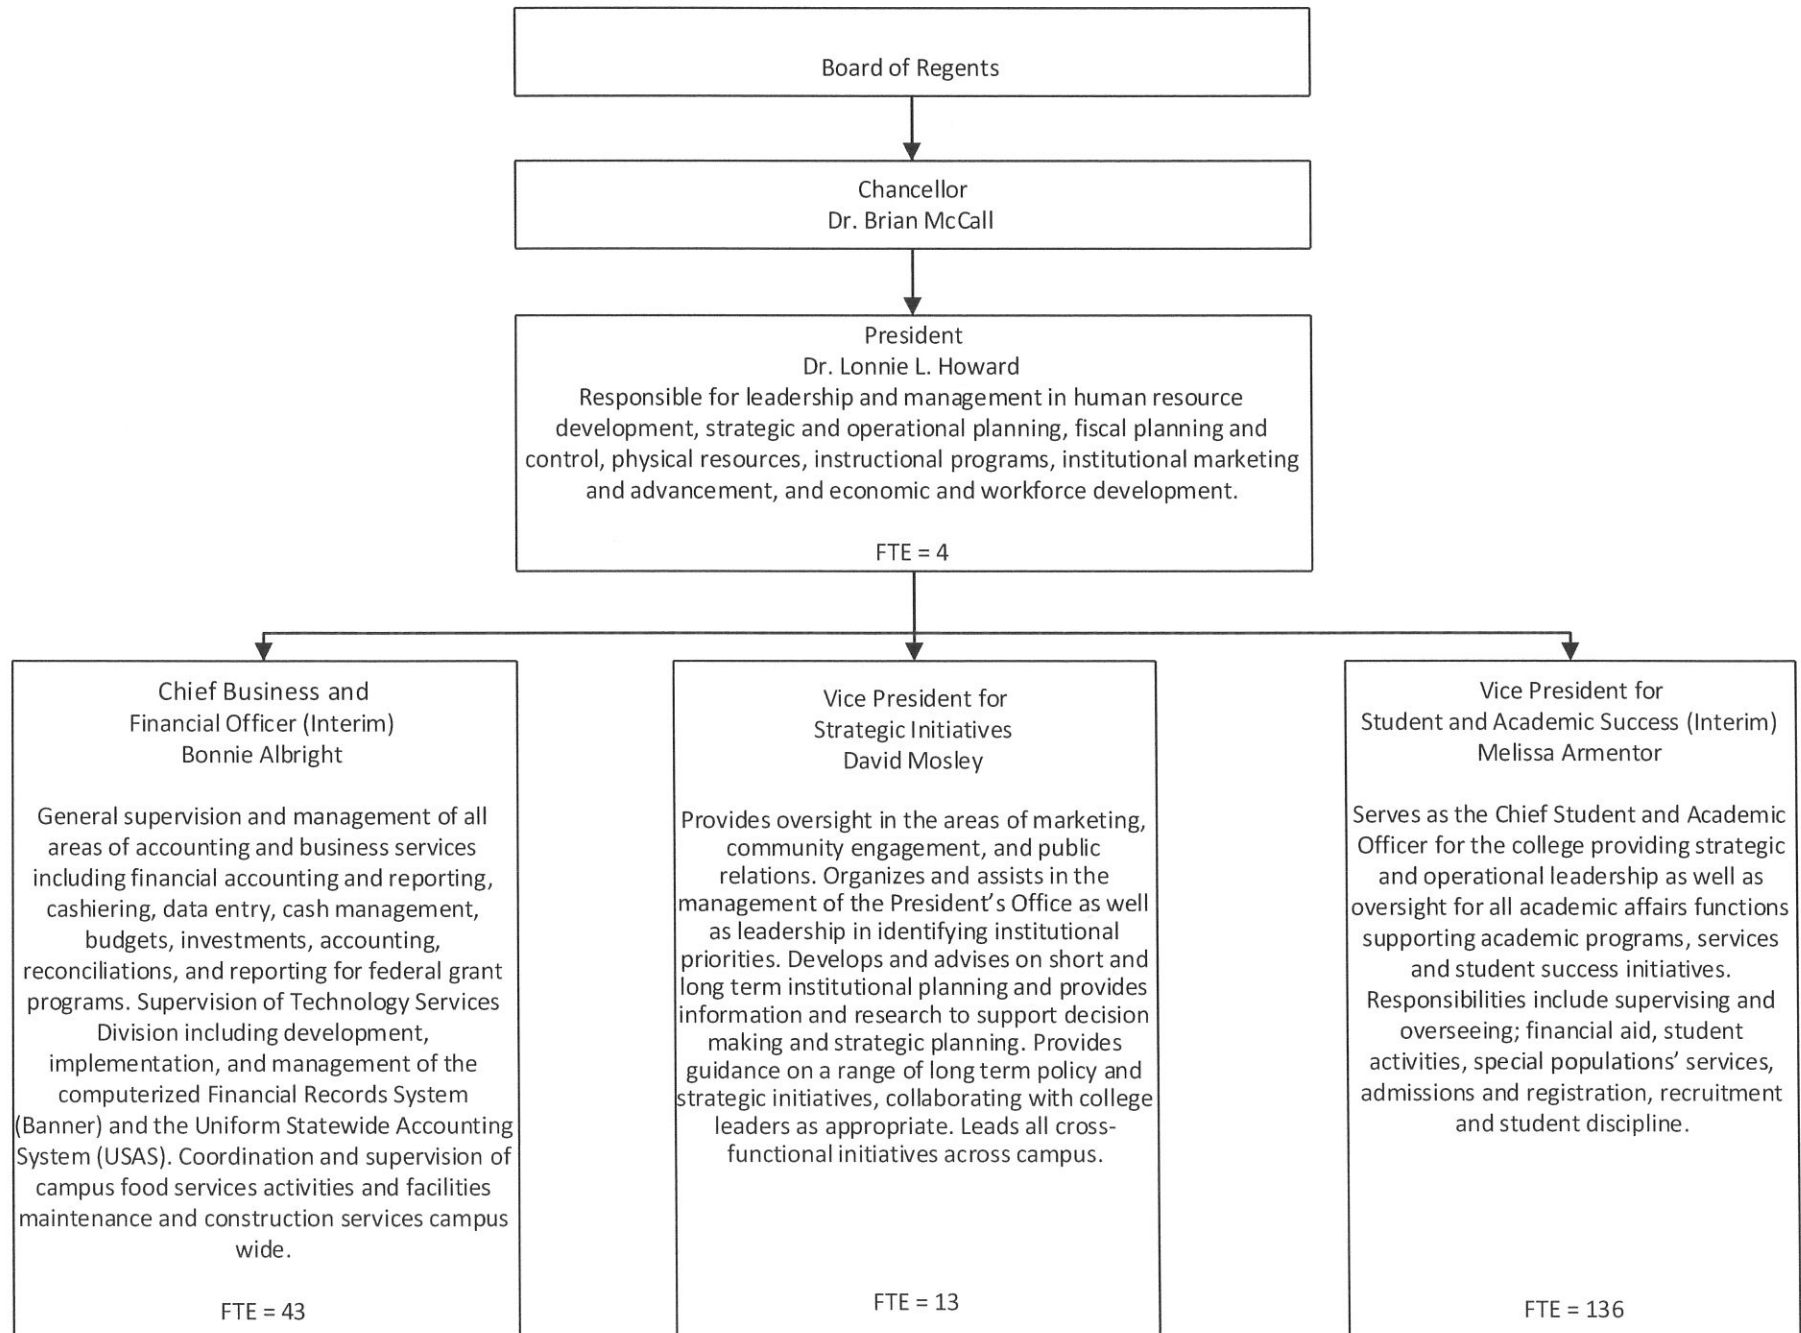 Board of Regents
Chancellor
Dr. Brian McCall
President
Dr. Lonnie L. Howard
Responsible for leadership and management in human resource
development, strategic and operational planning, fiscal planning and
control, physical resources, instructional programs, institutional marketing
and advancement, and economic and workforce development.
FTE = 4
Chief Business and
Financial Officer (Interim)
Bonnie Albright
General supervision and management of all
areas of accounting and business services
including financial accounting and reporting,
cashiering, data entry, cash management,
budgets, investments, accounting,
reconciliations, and reporting for federal grant
programs. Supervision of Technology Services
Division including development,
implementation, and management of the
computerized Financial Records System
(Banner) and the Uniform Statewide Accounting
System (USAS). Coordination and supervision of
campus food services activities and facilities
maintenance and construction services campus
wide.
FTE = 43
Vice President for
Strategic Initiatives
David Mosley
Provides oversight in the areas of marketing,
community engagement, and public
relations. Organizes and assists in the
management of the President’s Office as well
as leadership in identifying institutional
priorities. Develops and advises on short and
long term institutional planning and provides
information and research to support decision
making and strategic planning. Provides
guidance on a range of long term policy and
strategic initiatives, collaborating with college
leaders as appropriate. Leads all cross-
functional initiatives across campus.
FTE = 13
Vice President for
Student and Academic Success (Interim)
Melissa Armentor
Serves as the Chief Student and Academic
Officer for the college providing strategic
and operational leadership as well as
oversight for all academic affairs functions
supporting academic programs, services
and student success initiatives.
Responsibilities include supervising and
overseeing; financial aid, student
activities, special populations’ services,
admissions and registration, recruitment
and student discipline.
FTE = 136